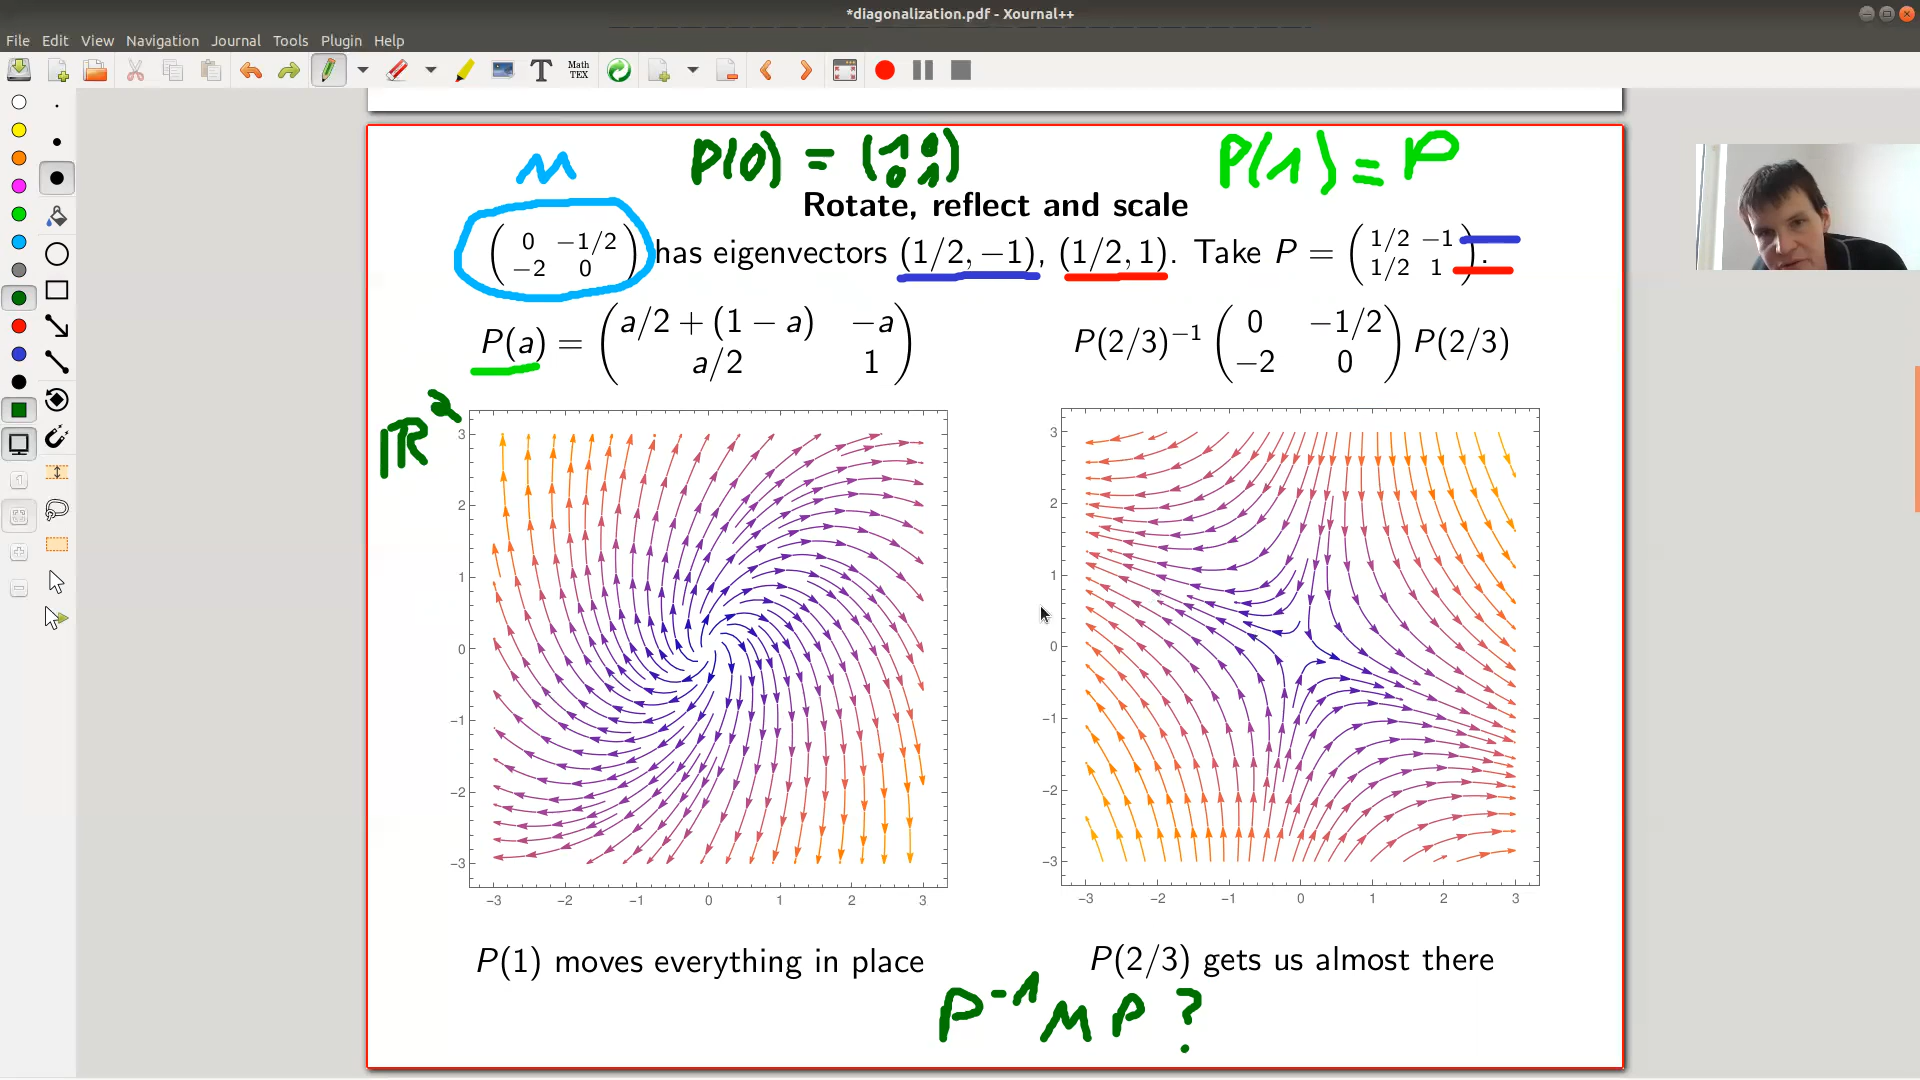 *diagonalization.pdf - Xournal++
File Edit View Navigation Journal Tools Plugin Help
Math
TEX
M P(0) = (1 0
0 1) P(1) = P
Rotate, reflect and scale
(0 −1/2
−2 0) has eigenvectors (1/2, −1), (1/2, 1). Take P = (1/2 −1
1/2 1).
P(a) = (a/2 + (1 − a) −a
a/2 1)
P(2/3)⁻¹ (0 −1/2
−2 0) P(2/3)
ℝ²
3
2
1
0
−1
−2
−3
−3 −2 −1 0 1 2 3
3
2
1
0
−1
−2
−3
−3 −2 −1 0 1 2 3
P(1) moves everything in place
P(2/3) gets us almost there
P⁻¹ M P ?